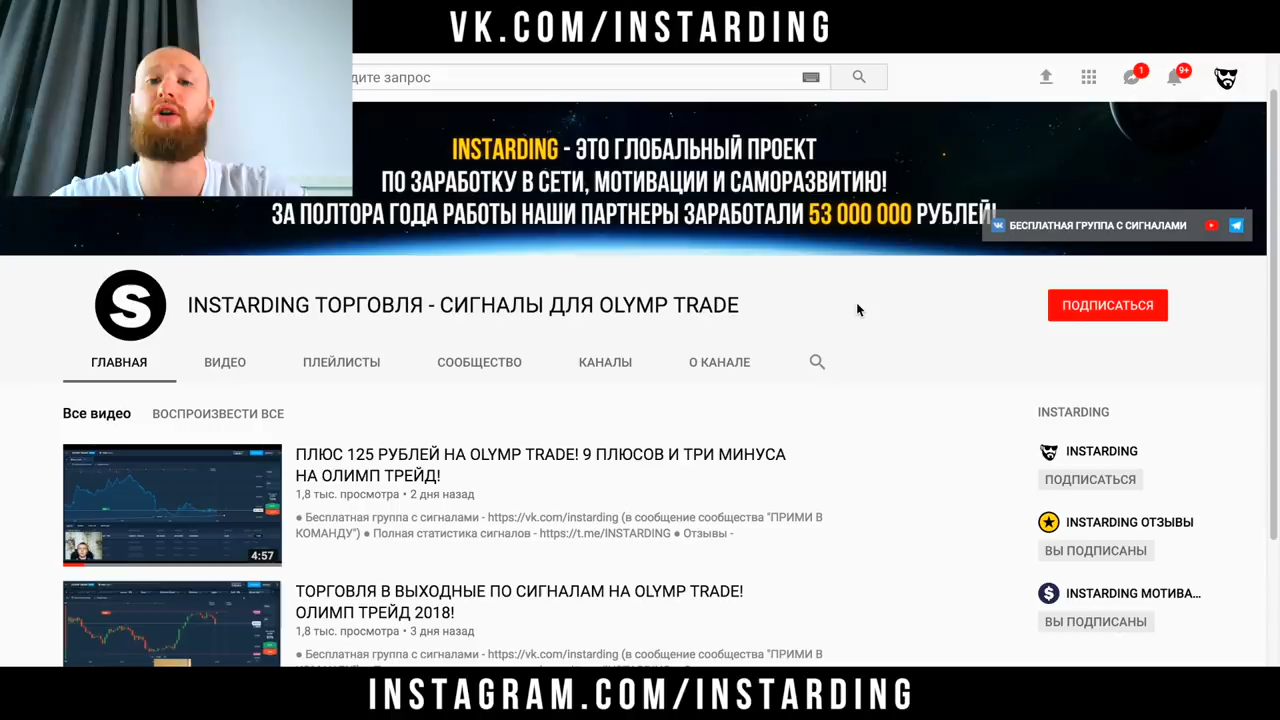 VK.COM/INSTARDING
дите запрос
1
9+
INSTARDING - ЭТО ГЛОБАЛЬНЫЙ ПРОЕКТ
ПО ЗАРАБОТКУ В СЕТИ, МОТИВАЦИИ И САМОРАЗВИТИЮ!
ЗА ПОЛТОРА ГОДА РАБОТЫ НАШИ ПАРТНЕРЫ ЗАРАБОТАЛИ 53 000 000 РУБЛЕЙ!
БЕСПЛАТНАЯ ГРУППА С СИГНАЛАМИ
S
INSTARDING ТОРГОВЛЯ - СИГНАЛЫ ДЛЯ OLYMP TRADE
ПОДПИСАТЬСЯ
ГЛАВНАЯ ВИДЕО ПЛЕЙЛИСТЫ СООБЩЕСТВО КАНАЛЫ О КАНАЛЕ
Все видео ВОСПРОИЗВЕСТИ ВСЕ
ПЛЮС 125 РУБЛЕЙ НА OLYMP TRADE! 9 ПЛЮСОВ И ТРИ МИНУСА
НА ОЛИМП ТРЕЙД!
1,8 тыс. просмотра • 2 дня назад
● Бесплатная группа с сигналами - https://vk.com/instarding (в сообщение сообщества "ПРИМИ В
КОМАНДУ") ● Полная статистика сигналов - https://t.me/INSTARDING ● Отзывы -
4:57
ТОРГОВЛЯ В ВЫХОДНЫЕ ПО СИГНАЛАМ НА OLYMP TRADE!
ОЛИМП ТРЕЙД 2018!
1,8 тыс. просмотра • 3 дня назад
● Бесплатная группа с сигналами - https://vk.com/instarding (в сообщение сообщества "ПРИМИ В
INSTARDING
INSTARDING
ПОДПИСАТЬСЯ
INSTARDING ОТЗЫВЫ
ВЫ ПОДПИСАНЫ
INSTARDING МОТИВА...
ВЫ ПОДПИСАНЫ
INSTAGRAM.COM/INSTARDING